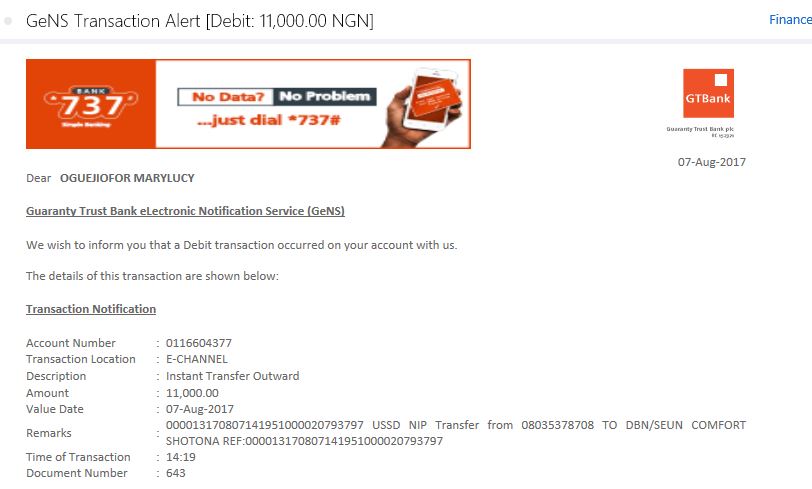 GeNS Transaction Alert [Debit: 11,000.00 NGN]
Finance
BANK
*737*
Simple Banking
No Data? No Problem
...just dial *737#
GTBank
Guaranty Trust Bank plc
07-Aug-2017
Dear OGUEJIOFOR MARYLUCY
Guaranty Trust Bank eLectronic Notification Service (GeNS)
We wish to inform you that a Debit transaction occurred on your account with us.
The details of this transaction are shown below:
Transaction Notification
Account Number : 0116604377
Transaction Location : E-CHANNEL
Description : Instant Transfer Outward
Amount : 11,000.00
Value Date : 07-Aug-2017
Remarks : 000013170807141951000020793797 USSD NIP Transfer from 08035378708 TO DBN/SEUN COMFORT
SHOTONA REF:000013170807141951000020793797
Time of Transaction : 14:19
Document Number : 643